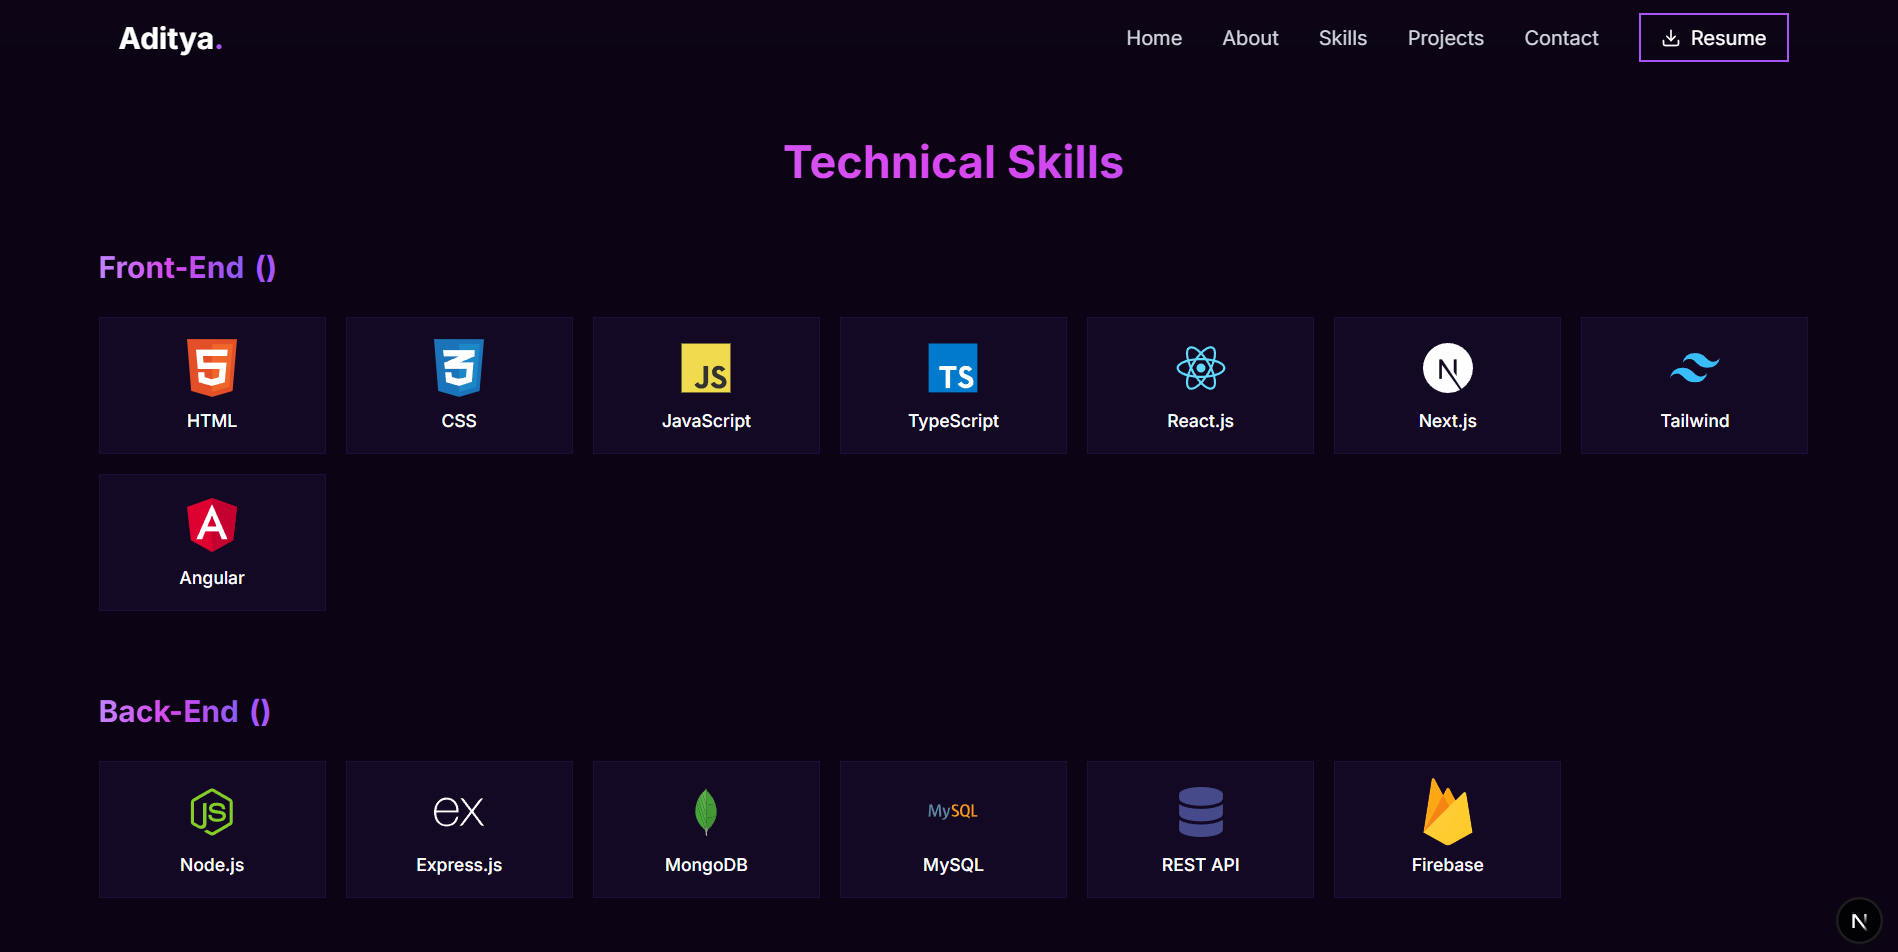 Aditya.
Home About Skills Projects Contact Resume
Technical Skills
Front-End ()
5 3 JS TS N
HTML CSS JavaScript TypeScript React.js Next.js Tailwind
A
Angular
Back-End ()
JS ex MySQL
Node.js Express.js MongoDB MySQL REST API Firebase
N